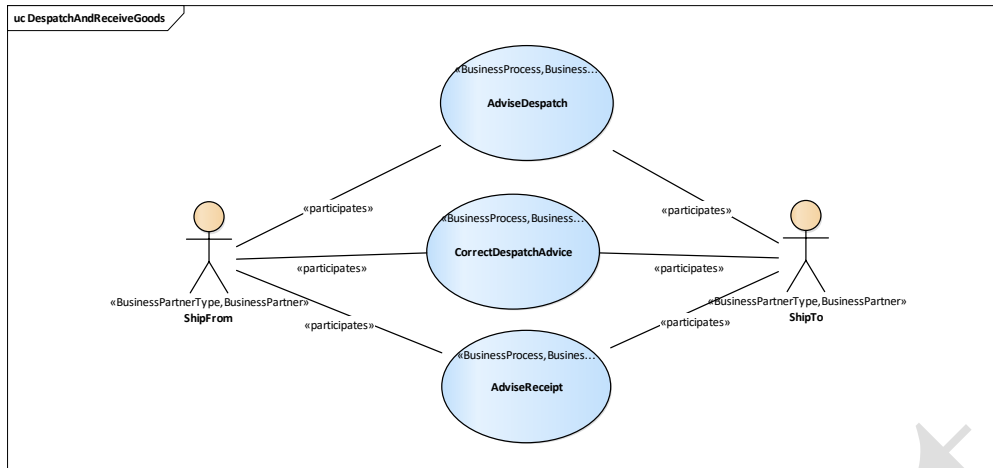 uc DespatchAndReceiveGoods
«BusinessProcess,Business...
AdviseDespatch
«participates»
«participates»
«BusinessProcess,Business...
CorrectDespatchAdvice
«participates»
«participates»
«BusinessPartnerType,BusinessPartner»
ShipFrom
«BusinessPartnerType,BusinessPartner»
ShipTo
«participates»
«participates»
«BusinessProcess,Busines...
AdviseReceipt